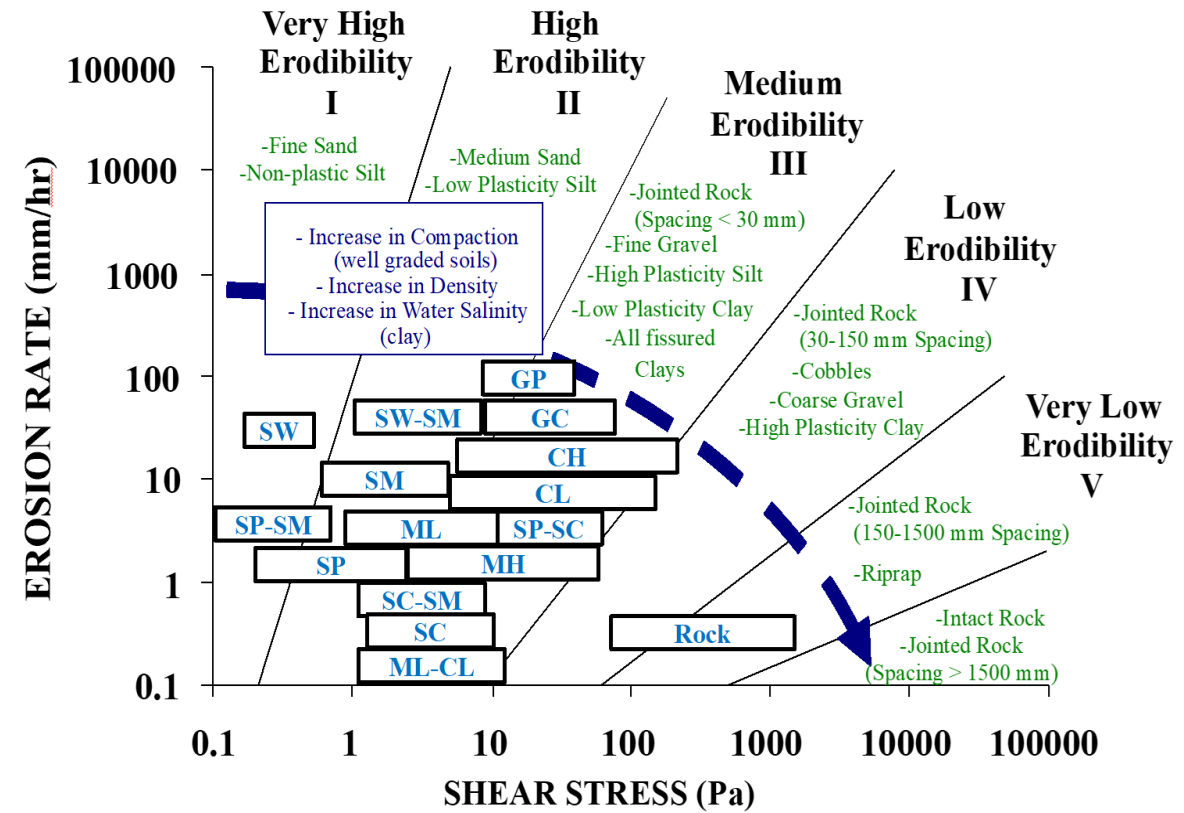 Very High
Erodibility
I
High
Erodibility
II
Medium
Erodibility
III
Low
Erodibility
IV
Very Low
Erodibility
V
-Fine Sand
-Non-plastic Silt
-Medium Sand
-Low Plasticity Silt
-Jointed Rock
(Spacing < 30 mm)
-Fine Gravel
-High Plasticity Silt
-Low Plasticity Clay
-All fissured
Clays
-Jointed Rock
(30-150 mm Spacing)
-Cobbles
-Coarse Gravel
-High Plasticity Clay
-Jointed Rock
(150-1500 mm Spacing)
-Riprap
-Intact Rock
-Jointed Rock
(Spacing > 1500 mm)
- Increase in Compaction
(well graded soils)
- Increase in Density
- Increase in Water Salinity
(clay)
GP
SW
SW-SM
GC
CH
SM
CL
SP-SM
ML
SP-SC
SP
MH
SC-SM
SC
Rock
ML-CL
EROSION RATE (mm/hr)
100000
10000
1000
100
10
1
0.1
0.1
1
10
100
1000
10000
100000
SHEAR STRESS (Pa)